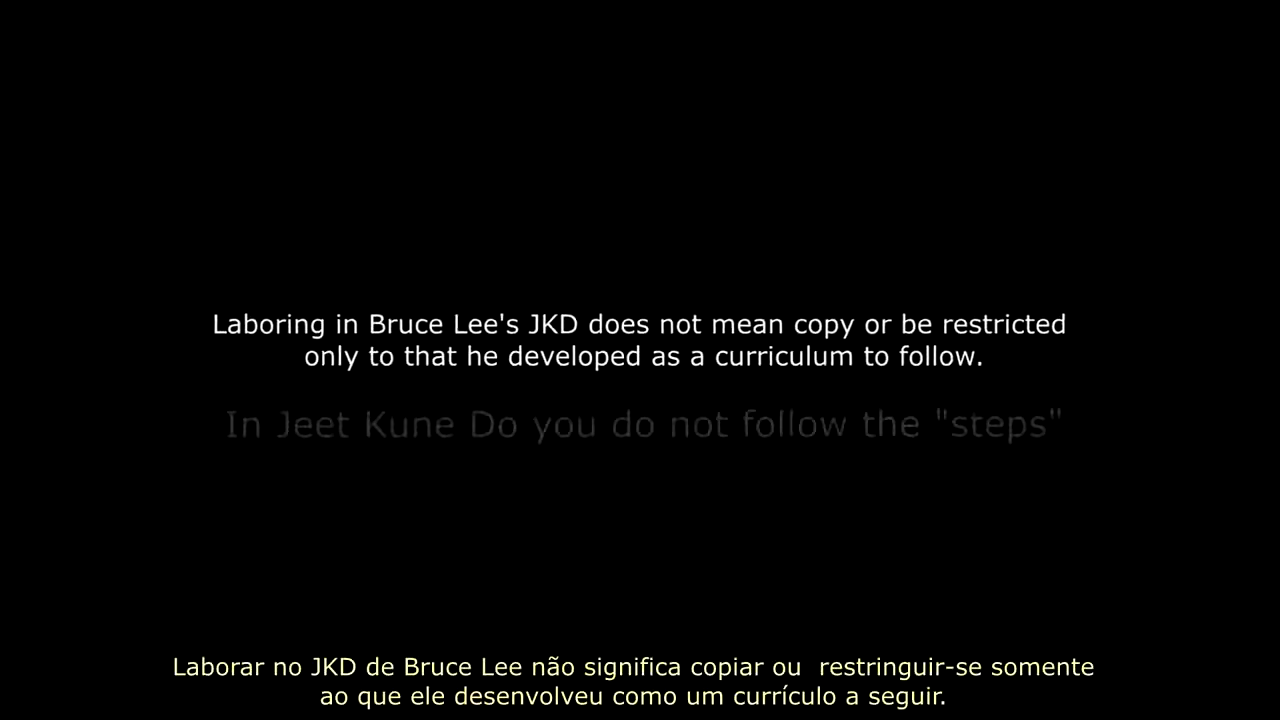 Laboring in Bruce Lee's JKD does not mean copy or be restricted
only to that he developed as a curriculum to follow.
In Jeet Kune Do you do not follow the "steps"
Laborar no JKD de Bruce Lee não significa copiar ou  restringuir-se somente
ao que ele desenvolveu como um currículo a seguir.